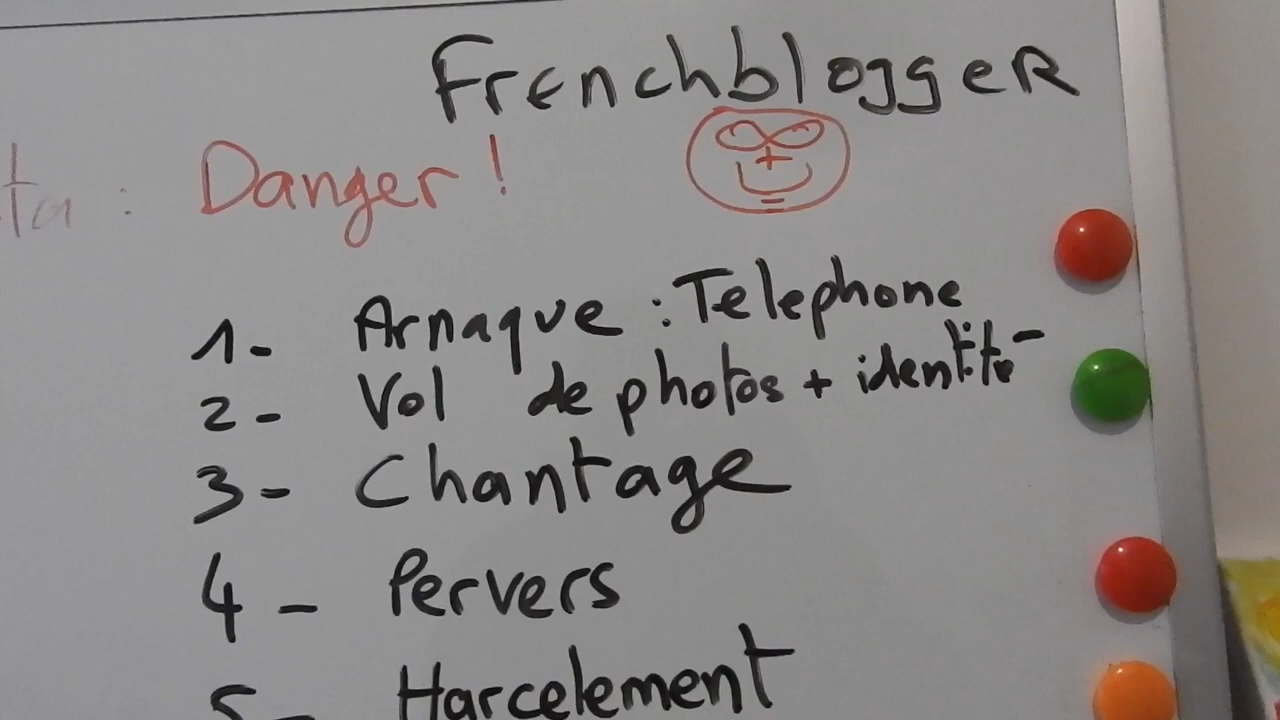 Frenchblogger
ta : Danger !
1- Arnaque : Telephone
2- Vol de photos + identité
3- Chantage
4- Pervers
5- Harcelement